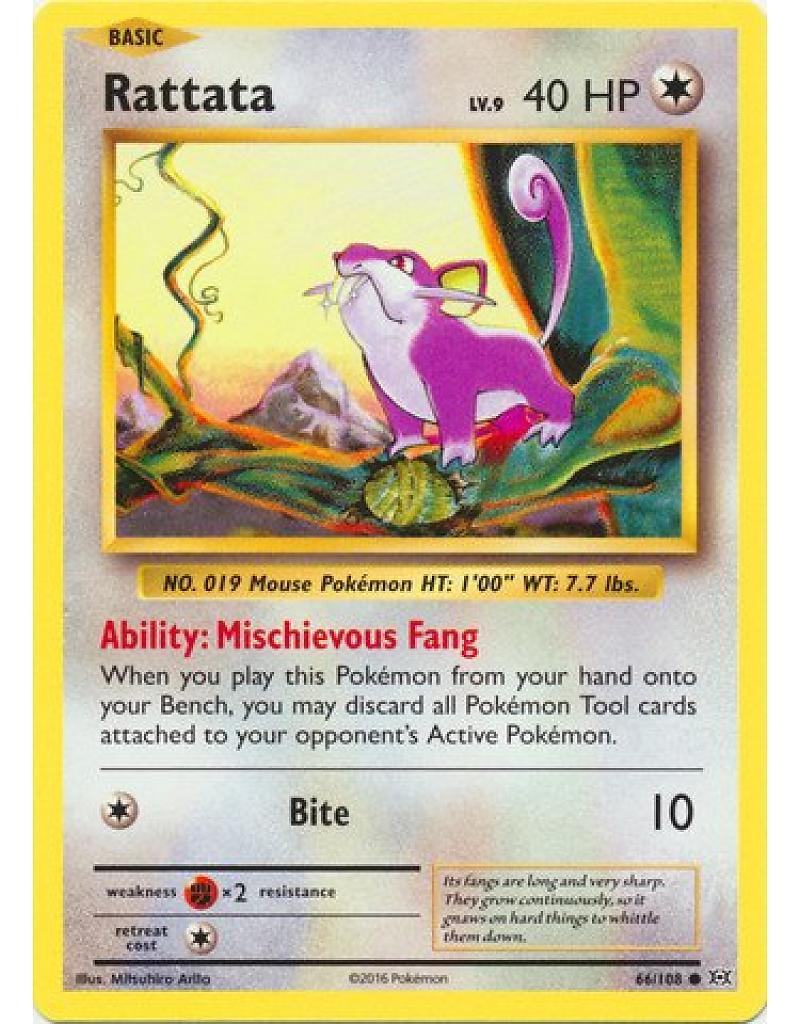 BASIC
Rattata LV.9 40 HP
NO. 019 Mouse Pokémon HT: 1'00" WT: 7.7 lbs.
Ability: Mischievous Fang
When you play this Pokémon from your hand onto
your Bench, you may discard all Pokémon Tool cards
attached to your opponent's Active Pokémon.
Bite 10
weakness ×2 resistance
retreat
cost
Its fangs are long and very sharp.
They grow continuously, so it
gnaws on hard things to whittle
them down.
Illus. Mitsuhiro Arita
©2016 Pokémon
66/108